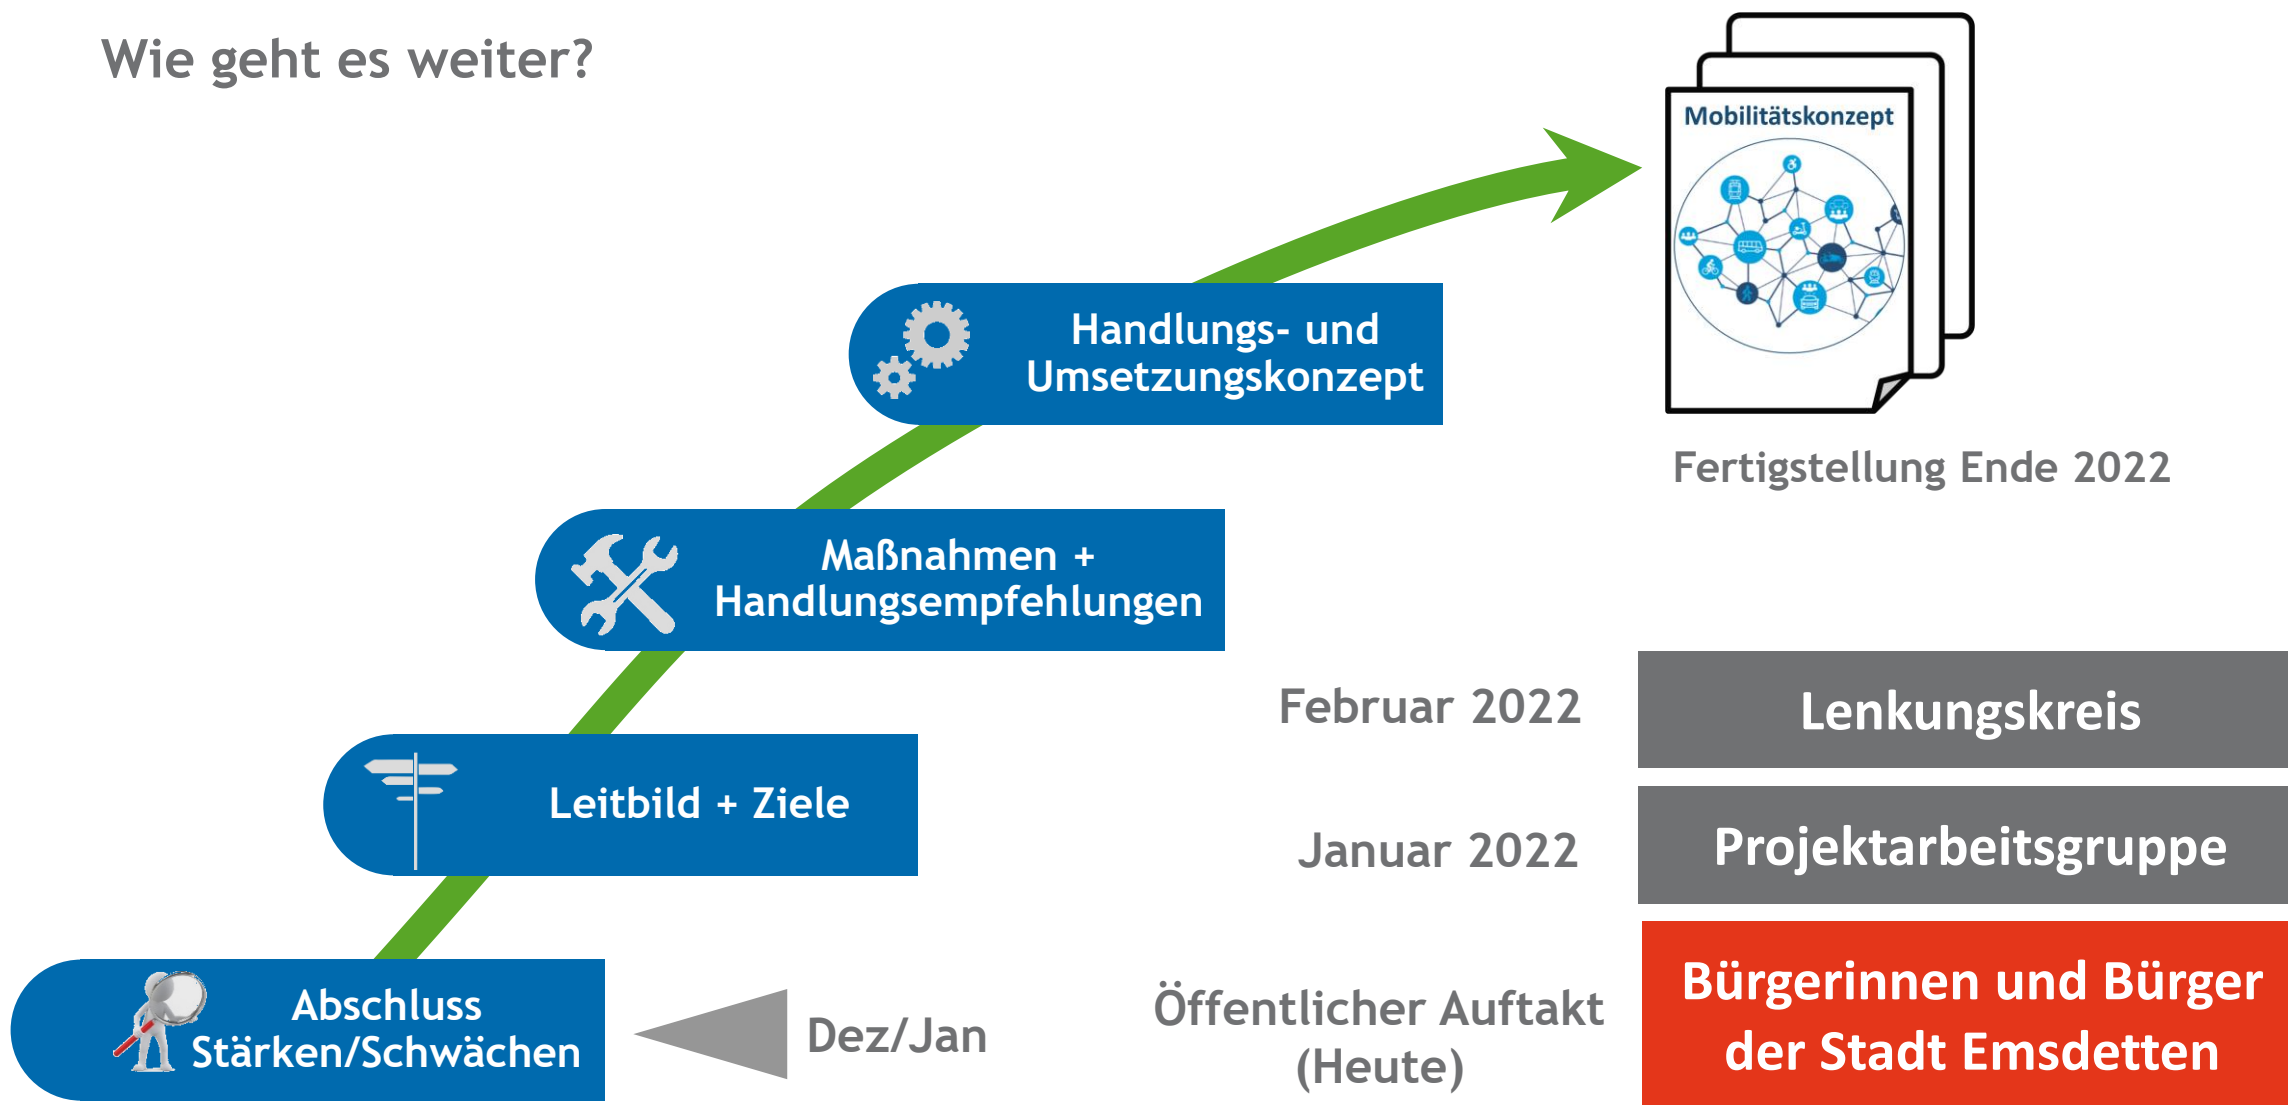 Wie geht es weiter?
Mobilitätskonzept
Fertigstellung Ende 2022
Handlungs- und
Umsetzungskonzept
Maßnahmen +
Handlungsempfehlungen
Leitbild + Ziele
Abschluss
Stärken/Schwächen
Dez/Jan
Februar 2022
Lenkungskreis
Januar 2022
Projektarbeitsgruppe
Öffentlicher Auftakt
(Heute)
Bürgerinnen und Bürger
der Stadt Emsdetten